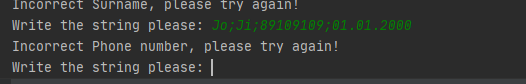 Incorrect Surname, please try again!
Write the string please: Jo;Ji;89109109;01.01.2000
Incorrect Phone number, please try again!
Write the string please: